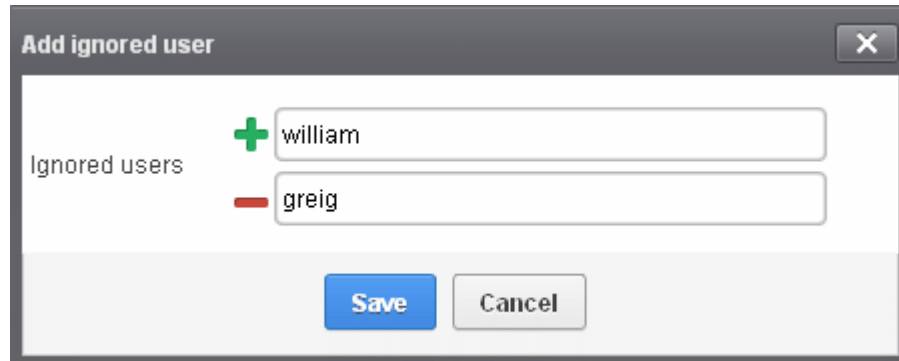 Add ignored user
Ignored users
william
greig
Save Cancel